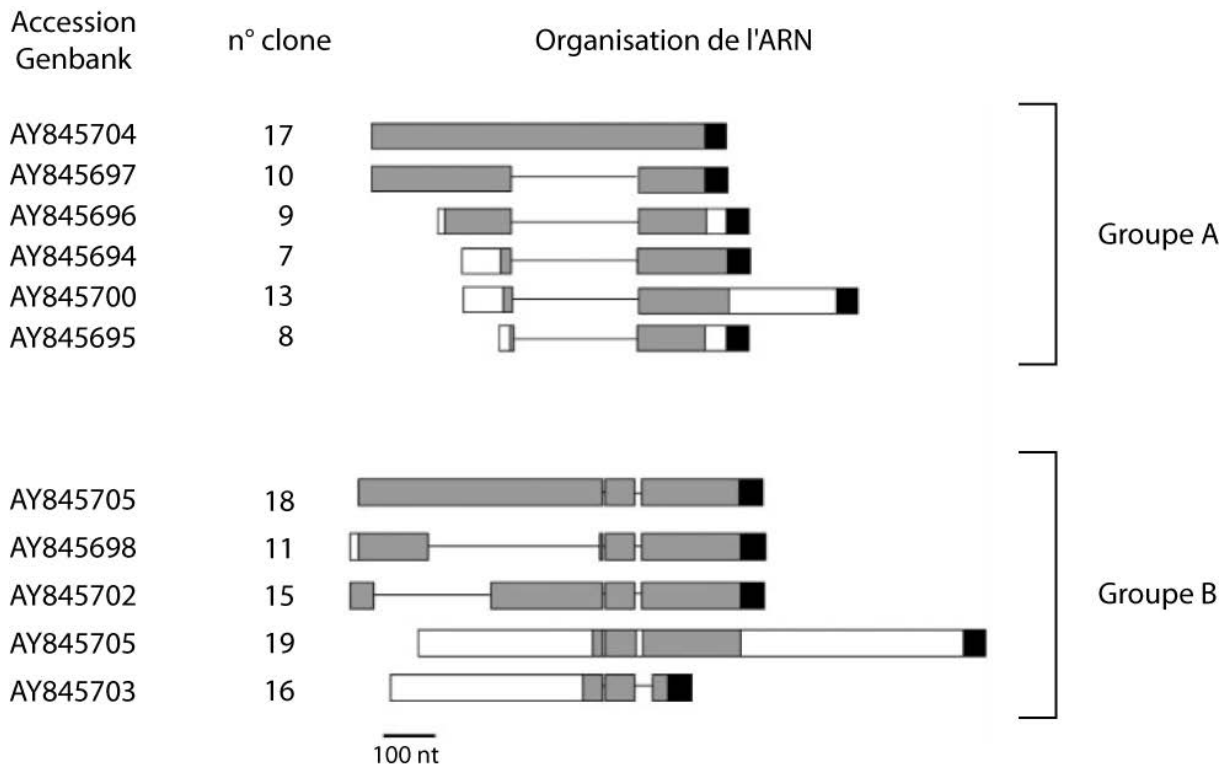 Accession Genbank
n° clone
Organisation de l'ARN
AY845704 17
AY845697 10
AY845696 9
AY845694 7
AY845700 13
AY845695 8
Groupe A
AY845705 18
AY845698 11
AY845702 15
AY845705 19
AY845703 16
Groupe B
100 nt